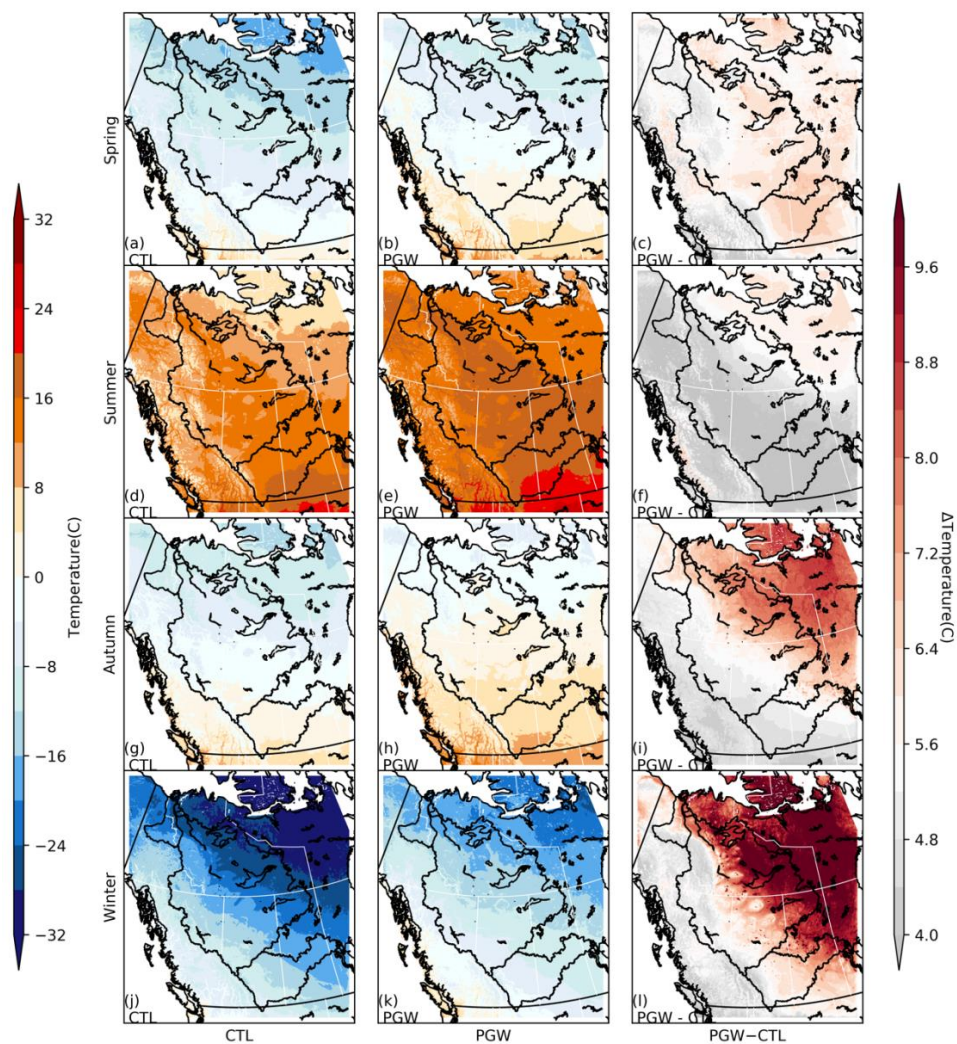 Spring
(a)
CTL
(b)
PGW
(c)
PGW - CTL
Summer
(d)
CTL
(e)
PGW
(f)
PGW - CTL
Autumn
(g)
CTL
(h)
PGW
(i)
PGW - CTL
Winter
(j)
CTL
(k)
PGW
(l)
PGW - CTL
CTL
PGW
PGW−CTL
32
24
16
8
0
−8
−16
−24
−32
Temperature(C)
9.6
8.8
8.0
7.2
6.4
5.6
4.8
4.0
ΔTemperature(C)